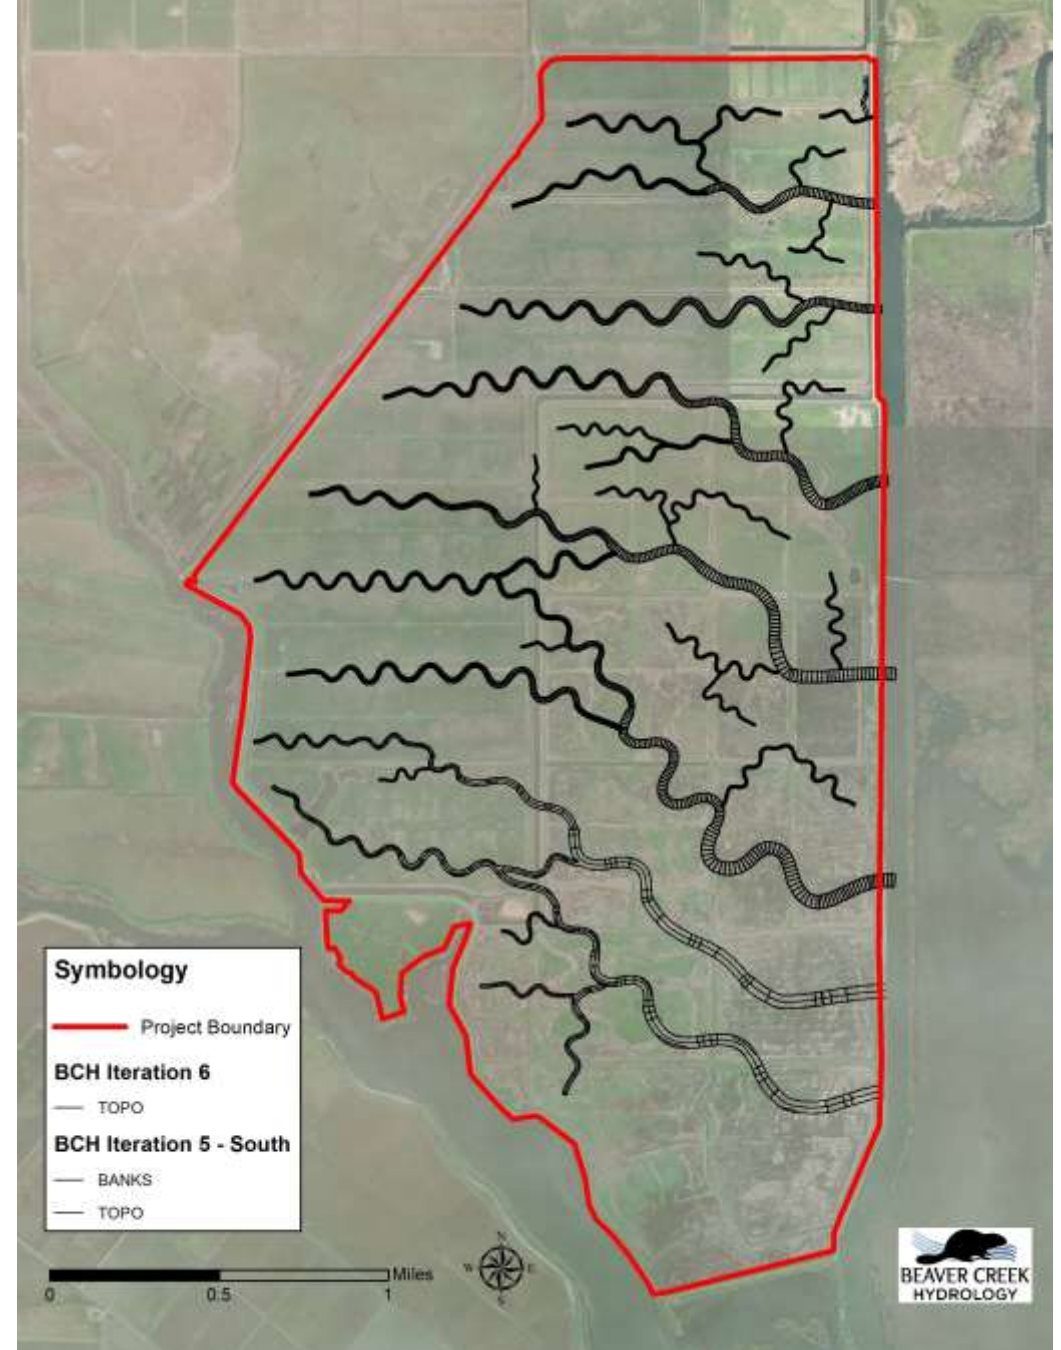 Symbology
Project Boundary
BCH Iteration 6
TOPO
BCH Iteration 5 - South
BANKS
TOPO
N
W E
S
Miles
0 0.5 1
BEAVER CREEK
HYDROLOGY